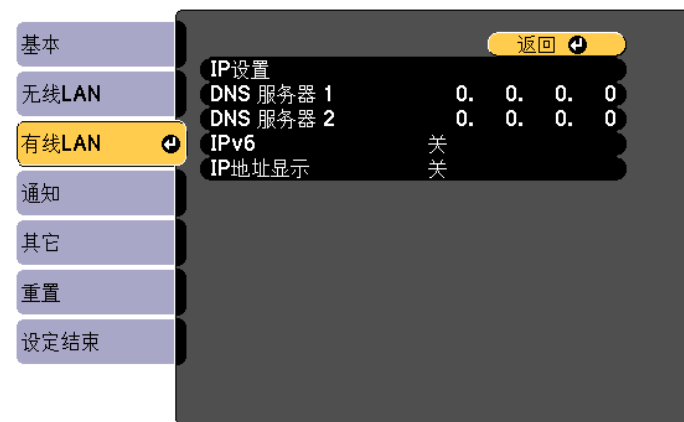 基本
无线LAN
有线LAN
通知
其它
重置
设定结束
返回
IP设置
DNS 服务器 1 0. 0. 0. 0
DNS 服务器 2 0. 0. 0. 0
IPv6 关
IP地址显示 关